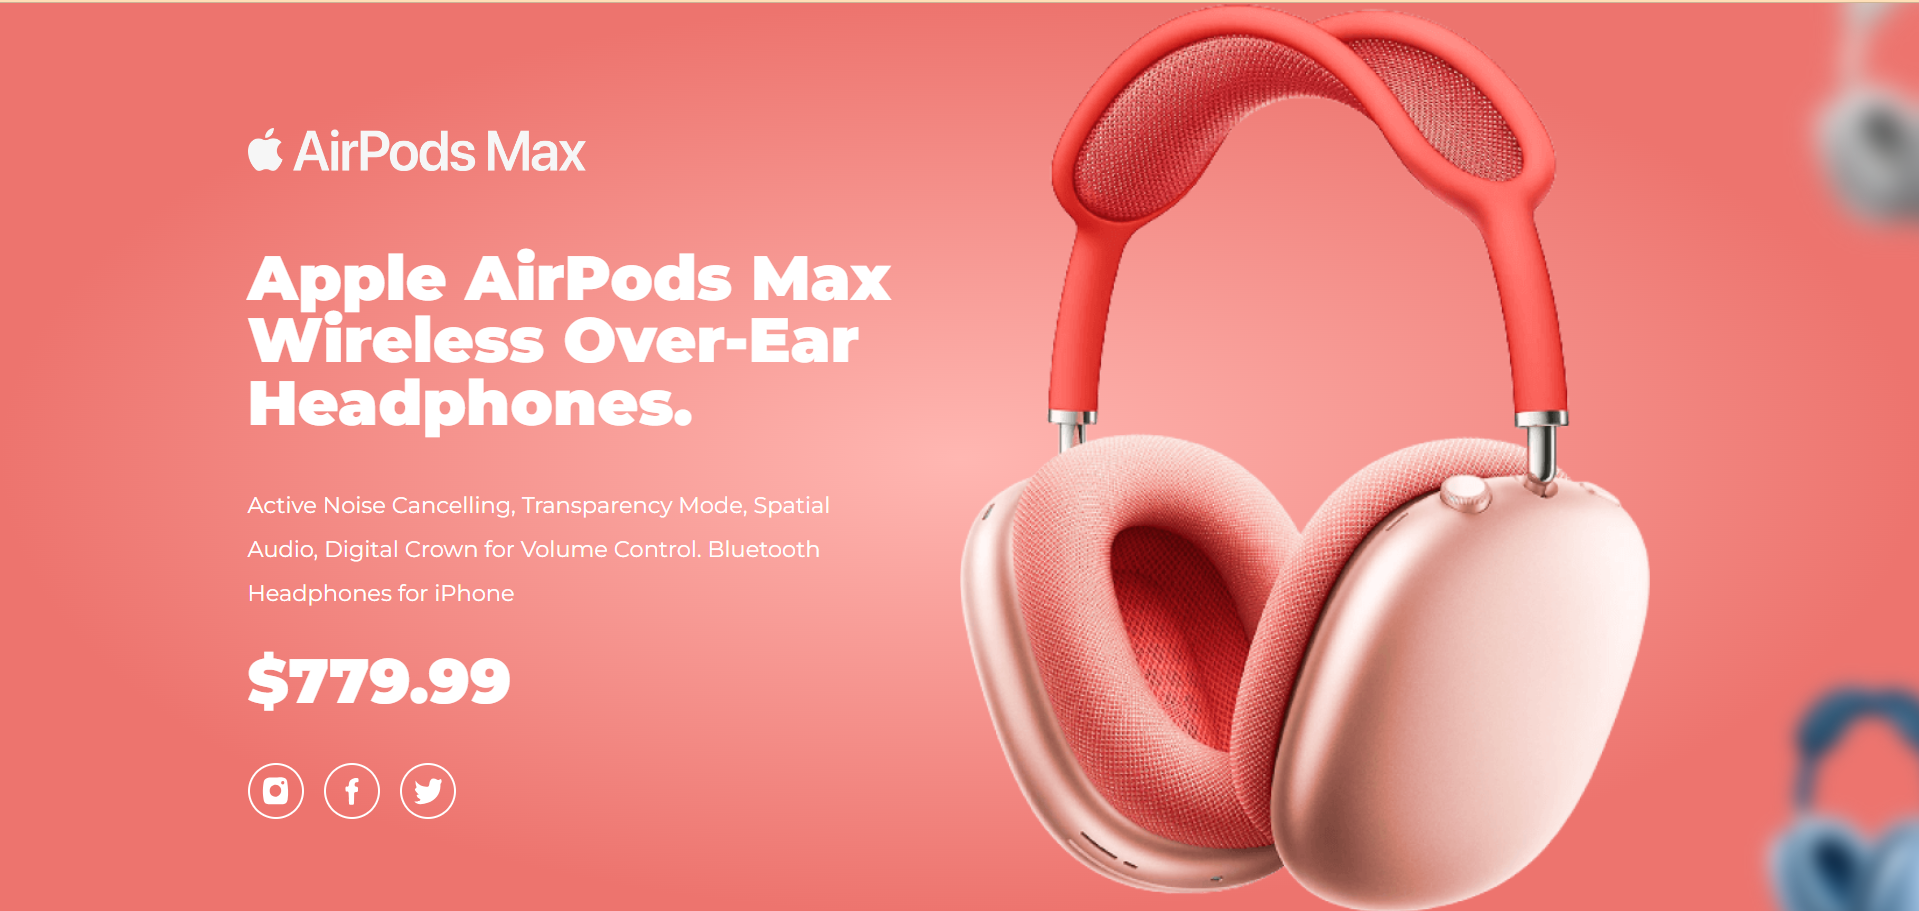 AirPods Max
Apple AirPods Max
Wireless Over-Ear
Headphones.
Active Noise Cancelling, Transparency Mode, Spatial
Audio, Digital Crown for Volume Control. Bluetooth
Headphones for iPhone
$779.99